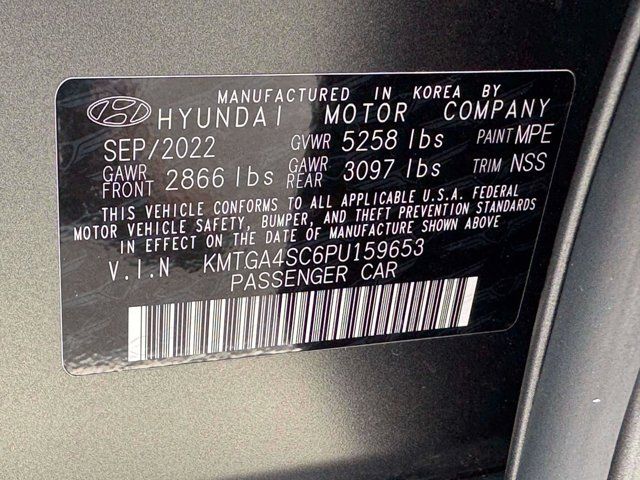 MANUFACTURED IN KOREA BY
HYUNDAI MOTOR COMPANY
SEP/2022 GVWR 5258 lbs PAINT MPE
GAWR FRONT 2866 lbs GAWR REAR 3097 lbs TRIM NSS
THIS VEHICLE CONFORMS TO ALL APPLICABLE U.S.A. FEDERAL
MOTOR VEHICLE SAFETY, BUMPER, AND THEFT PREVENTION STANDARDS
IN EFFECT ON THE DATE OF MANUFACTURE SHOWN ABOVE
V.I.N KMTGA4SC6PU159653
PASSENGER CAR